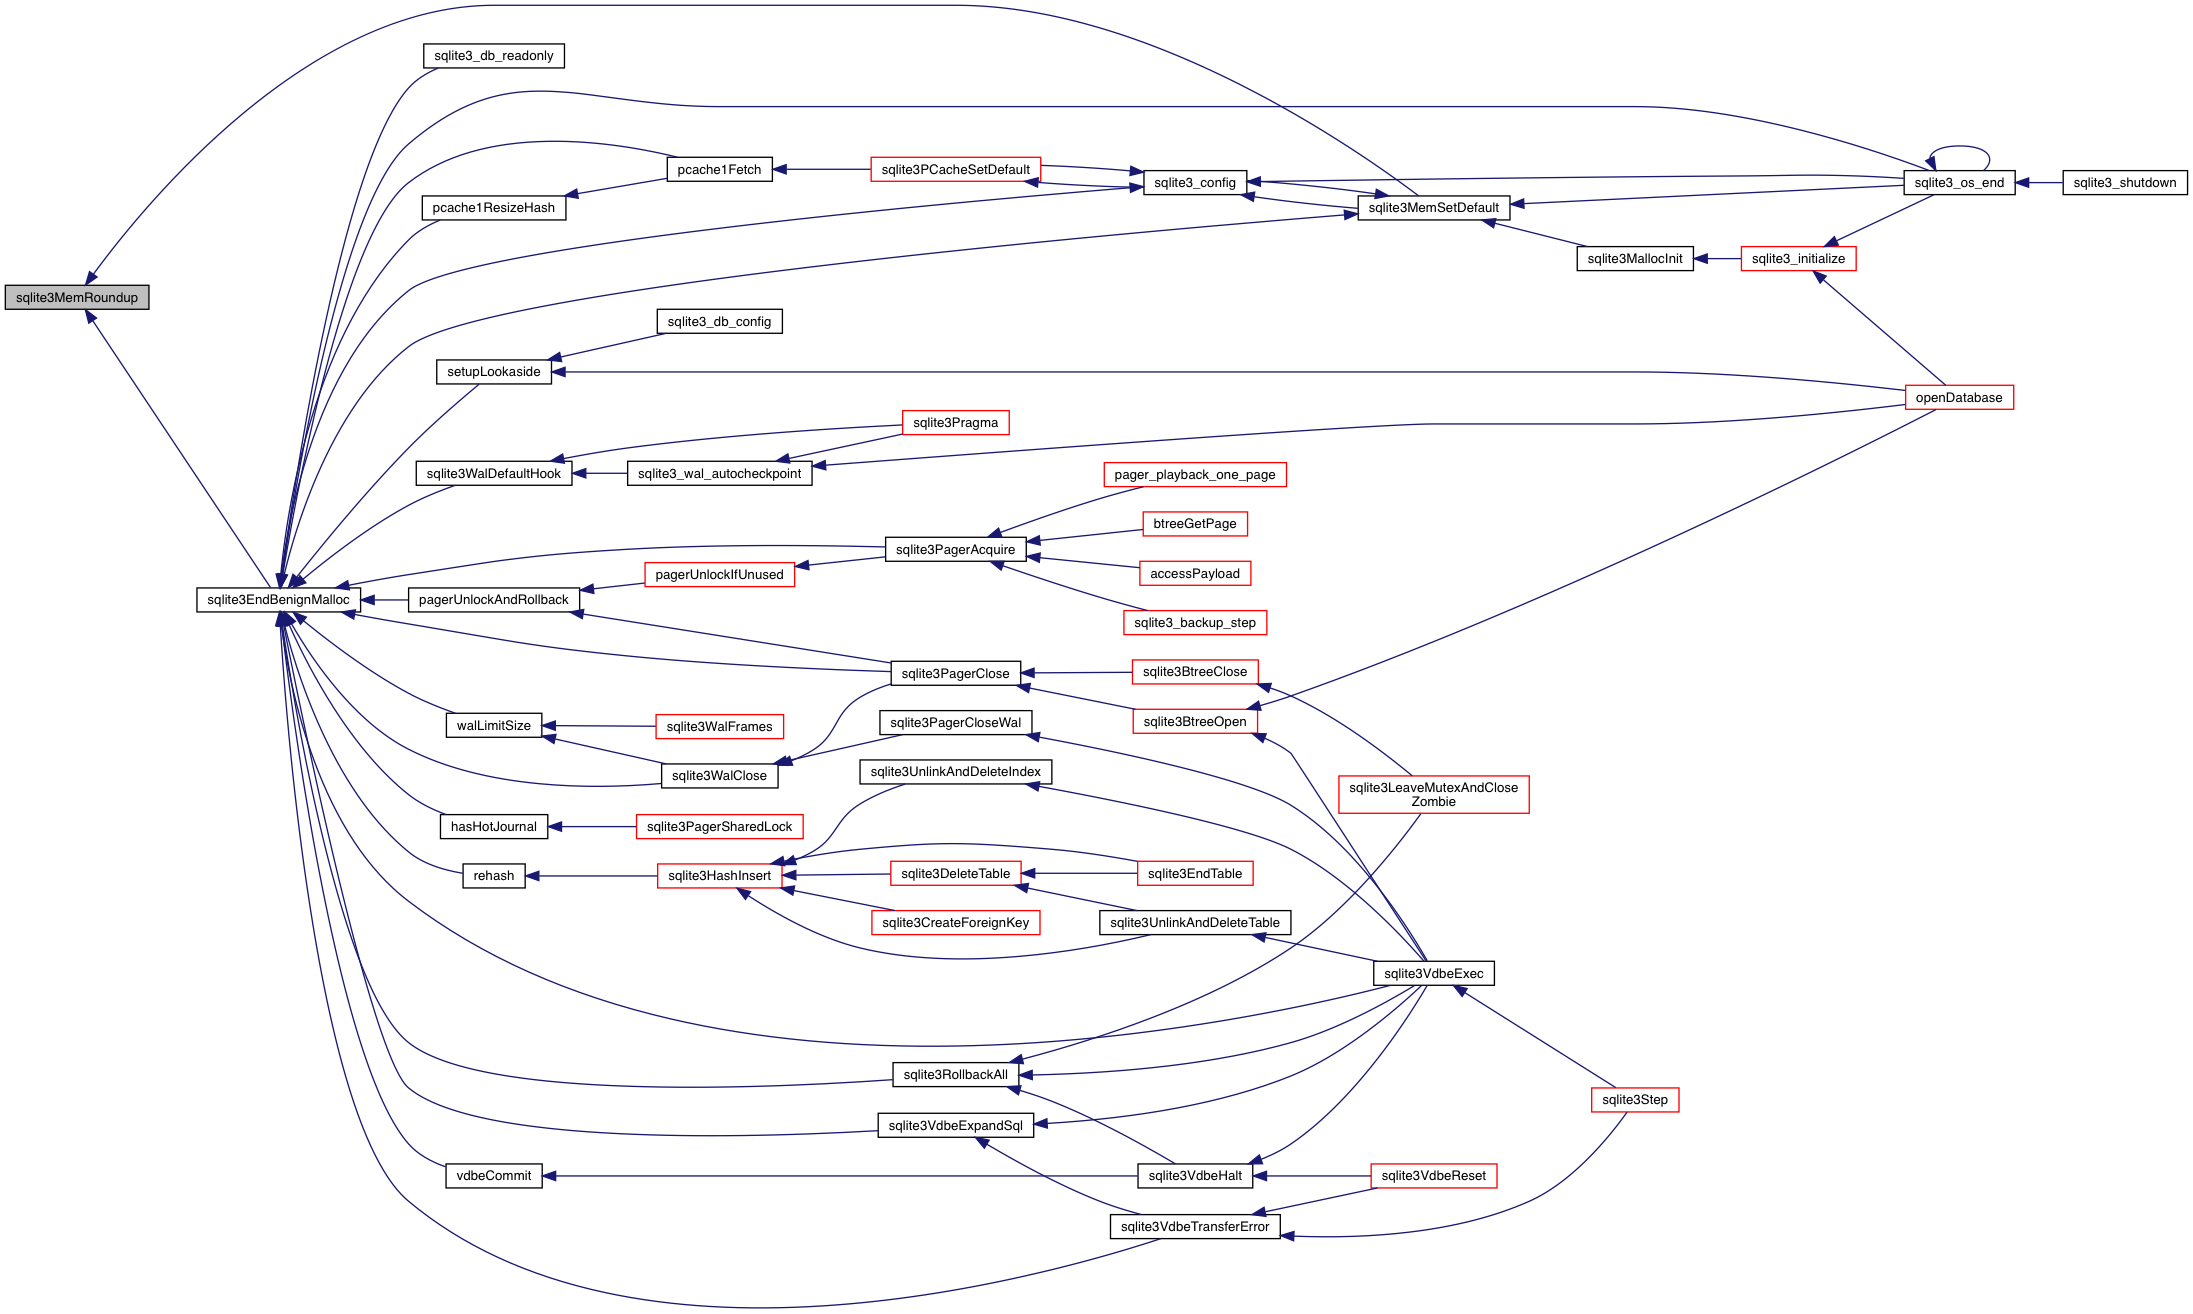 sqlite3_db_readonly
pcache1Fetch
sqlite3PCacheSetDefault
sqlite3_config
sqlite3_os_end
sqlite3_shutdown
pcache1ResizeHash
sqlite3MemSetDefault
sqlite3MallocInit
sqlite3_initialize
sqlite3MemRoundup
sqlite3_db_config
setupLookaside
openDatabase
sqlite3Pragma
sqlite3WalDefaultHook
sqlite3_wal_autocheckpoint
pager_playback_one_page
btreeGetPage
sqlite3PagerAcquire
pagerUnlockIfUnused
accessPayload
sqlite3EndBenignMalloc
pagerUnlockAndRollback
sqlite3_backup_step
sqlite3PagerClose
sqlite3BtreeClose
walLimitSize
sqlite3WalFrames
sqlite3PagerCloseWal
sqlite3BtreeOpen
sqlite3WalClose
sqlite3UnlinkAndDeleteIndex
sqlite3LeaveMutexAndClose
Zombie
hasHotJournal
sqlite3PagerSharedLock
rehash
sqlite3HashInsert
sqlite3DeleteTable
sqlite3EndTable
sqlite3CreateForeignKey
sqlite3UnlinkAndDeleteTable
sqlite3VdbeExec
sqlite3RollbackAll
sqlite3Step
sqlite3VdbeExpandSql
vdbeCommit
sqlite3VdbeHalt
sqlite3VdbeReset
sqlite3VdbeTransferError